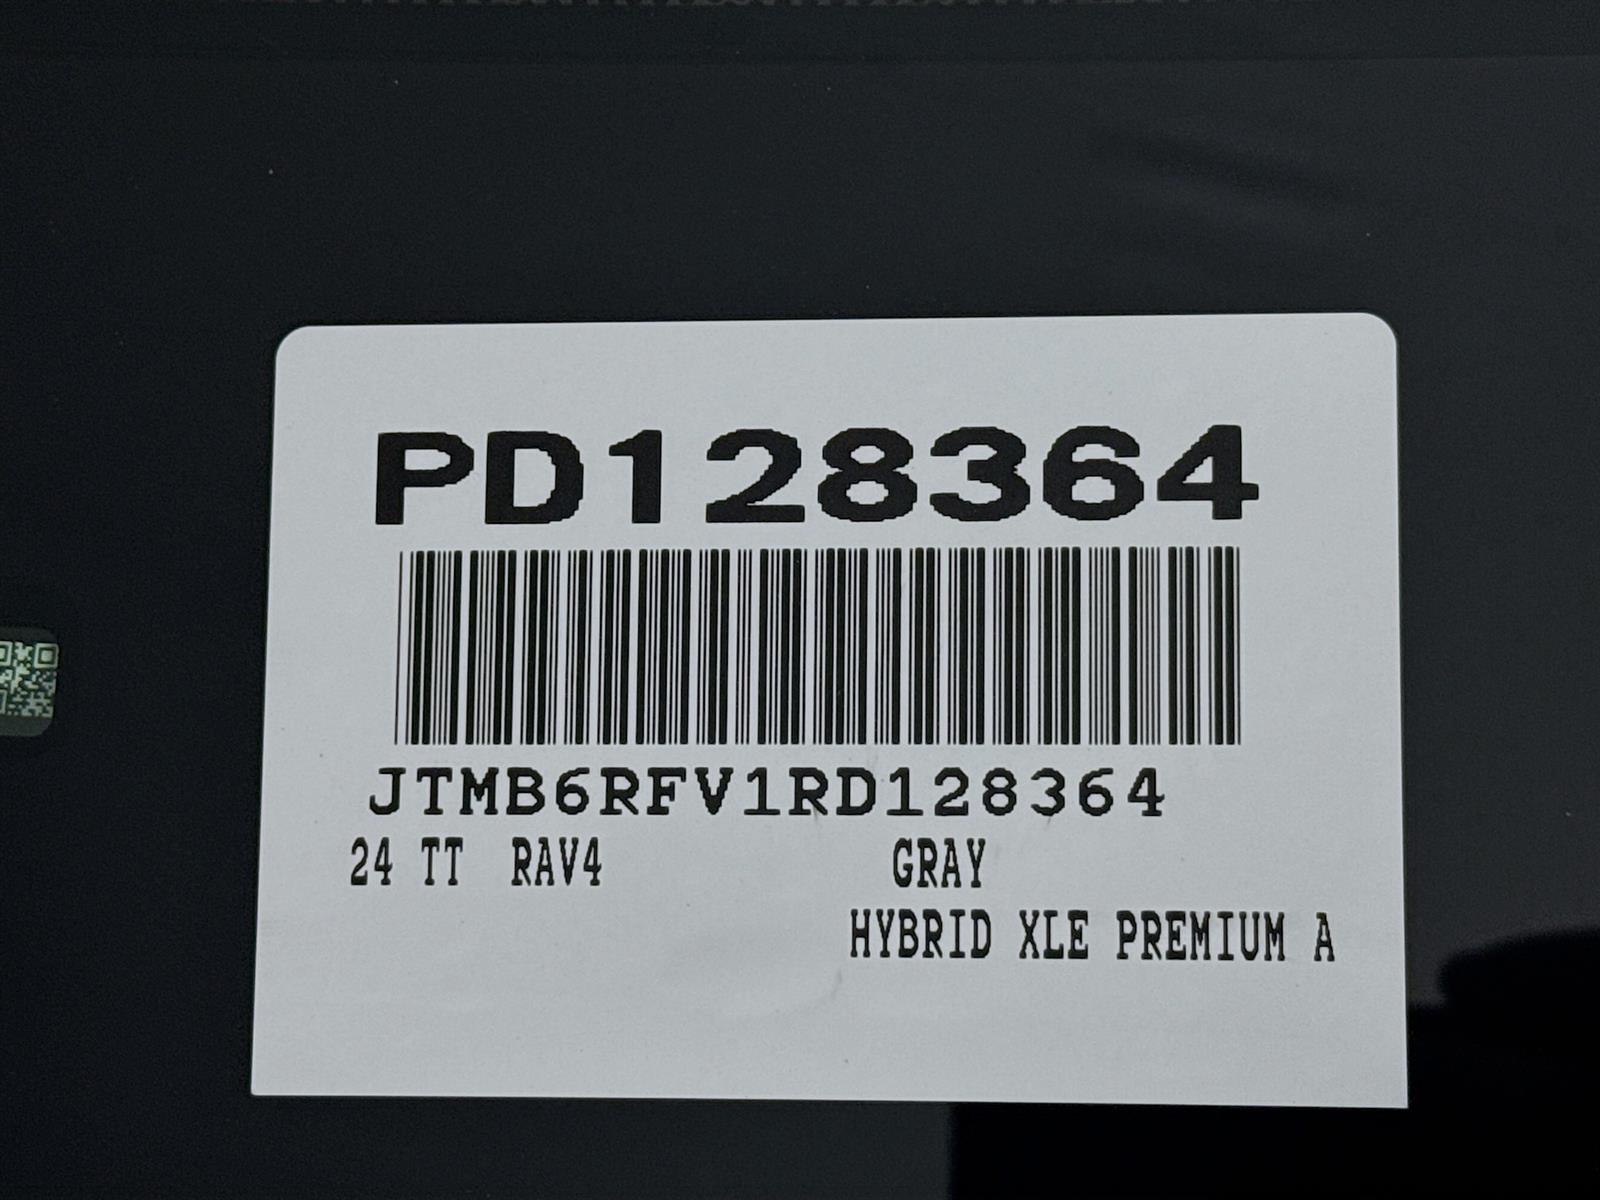 PD128364
JTMB6RFV1RD128364
24 TT RAV4 GRAY
HYBRID XLE PREMIUM A